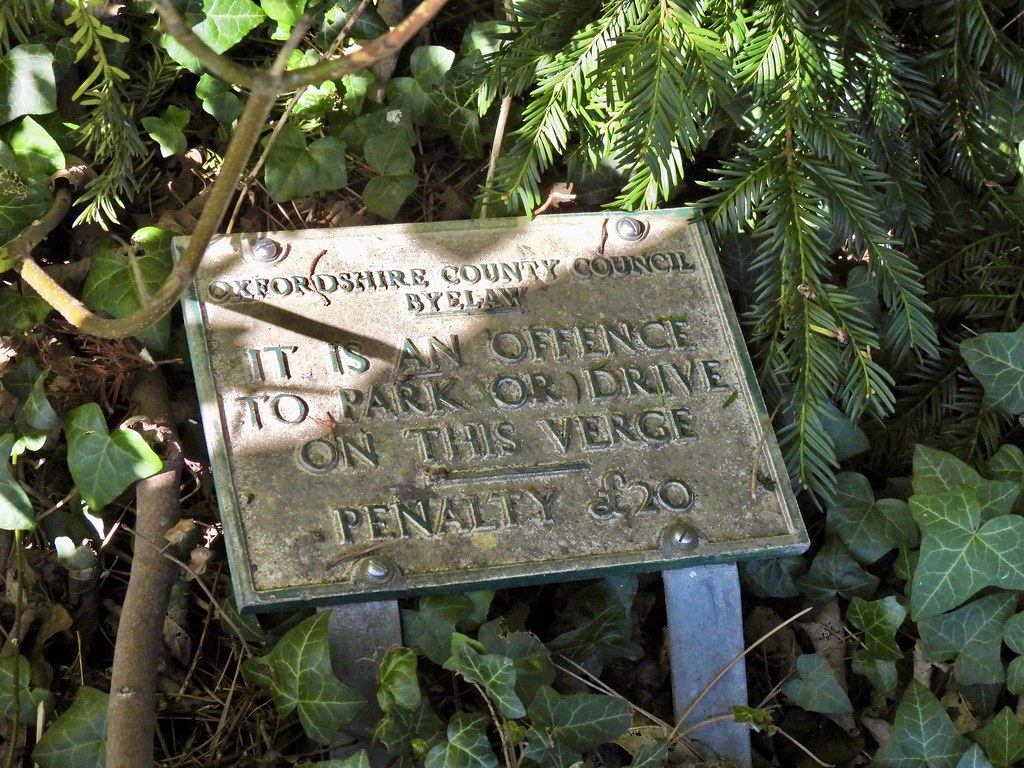 OXFORDSHIRE COUNTY COUNCIL
BYELAW
IT IS AN OFFENCE
TO PARK (OR) DRIVE
ON THIS VERGE
PENALTY £20